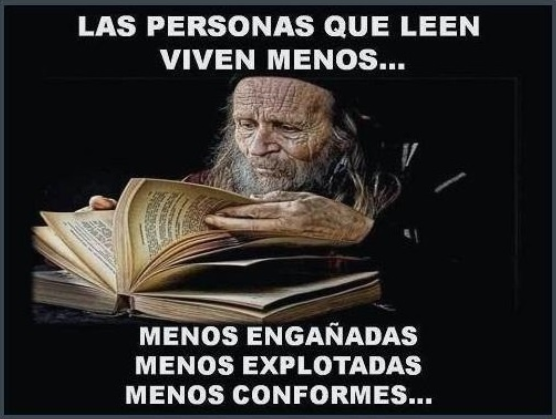 LAS PERSONAS QUE LEEN
VIVEN MENOS...
MENOS ENGAÑADAS
MENOS EXPLOTADAS
MENOS CONFORMES...